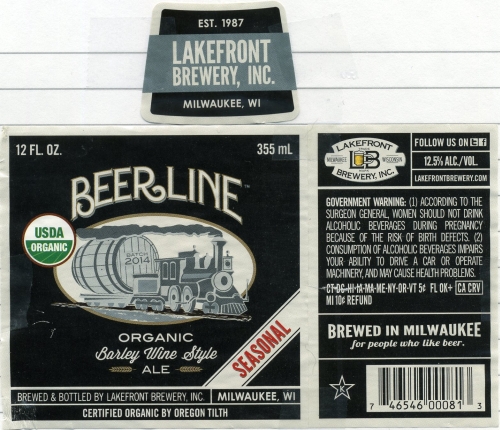 EST. 1987
LAKEFRONT
BREWERY, INC.
MILWAUKEE, WI
12 FL. OZ.
355 mL
BEER LINE™
USDA
ORGANIC
BATCH
2014
ORGANIC
Barley Wine Style
ALE
SEASONAL
BREWED & BOTTLED BY LAKEFRONT BREWERY, INC.
MILWAUKEE, WI
CERTIFIED ORGANIC BY OREGON TILTH
LAKEFRONT
MILWAUKEE
LB
WISCONSIN
BREWERY, INC.
FOLLOW US ON t f
12.5% ALC./VOL.
LAKEFRONTBREWERY.COM
GOVERNMENT WARNING: (1) ACCORDING TO THE
SURGEON GENERAL, WOMEN SHOULD NOT DRINK
ALCOHOLIC BEVERAGES DURING PREGNANCY
BECAUSE OF THE RISK OF BIRTH DEFECTS. (2)
CONSUMPTION OF ALCOHOLIC BEVERAGES IMPAIRS
YOUR ABILITY TO DRIVE A CAR OR OPERATE
MACHINERY, AND MAY CAUSE HEALTH PROBLEMS.
CT-DC-HI-IA-MA-ME-NY-OR-VT 5¢ FL OK+ CA CRV
MI 10¢ REFUND
BREWED IN MILWAUKEE
for people who like beer.
K
7 46546 00081 3